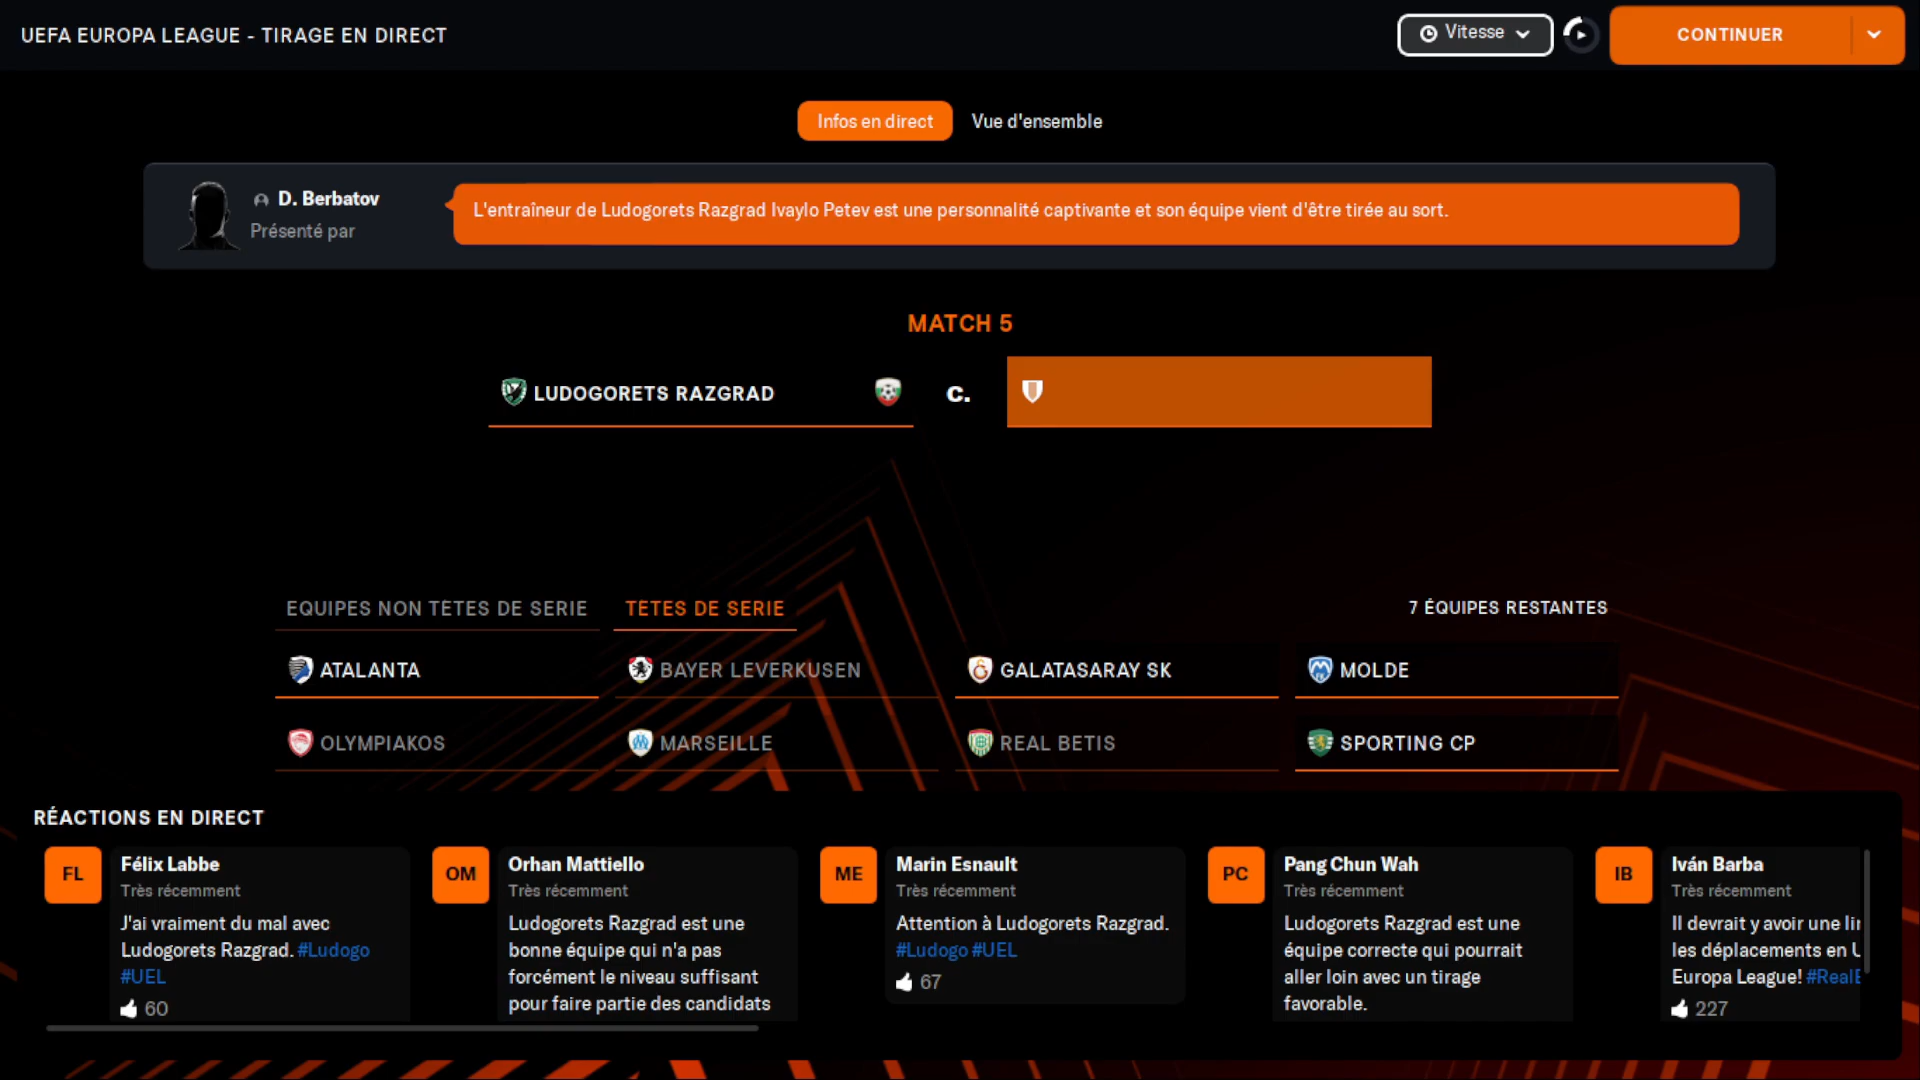 UEFA EUROPA LEAGUE - TIRAGE EN DIRECT
Vitesse
CONTINUER
Infos en direct
Vue d'ensemble
D. Berbatov
Présenté par
L'entraîneur de Ludogorets Razgrad Ivaylo Petev est une personnalité captivante et son équipe vient d'être tirée au sort.
MATCH 5
LUDOGORETS RAZGRAD
c.
EQUIPES NON TETES DE SERIE
TETES DE SERIE
7 ÉQUIPES RESTANTES
ATALANTA
BAYER LEVERKUSEN
GALATASARAY SK
MOLDE
OLYMPIAKOS
MARSEILLE
REAL BETIS
SPORTING CP
RÉACTIONS EN DIRECT
FL
Félix Labbe
Très récemment
J'ai vraiment du mal avec
Ludogorets Razgrad. #Ludogo
#UEL
60
OM
Orhan Mattiello
Très récemment
Ludogorets Razgrad est une
bonne équipe qui n'a pas
forcément le niveau suffisant
pour faire partie des candidats
ME
Marin Esnault
Très récemment
Attention à Ludogorets Razgrad.
#Ludogo #UEL
67
PC
Pang Chun Wah
Très récemment
Ludogorets Razgrad est une
équipe correcte qui pourrait
aller loin avec un tirage
favorable.
IB
Iván Barba
Très récemment
Il devrait y avoir une
les déplacements en
Europa League!
227